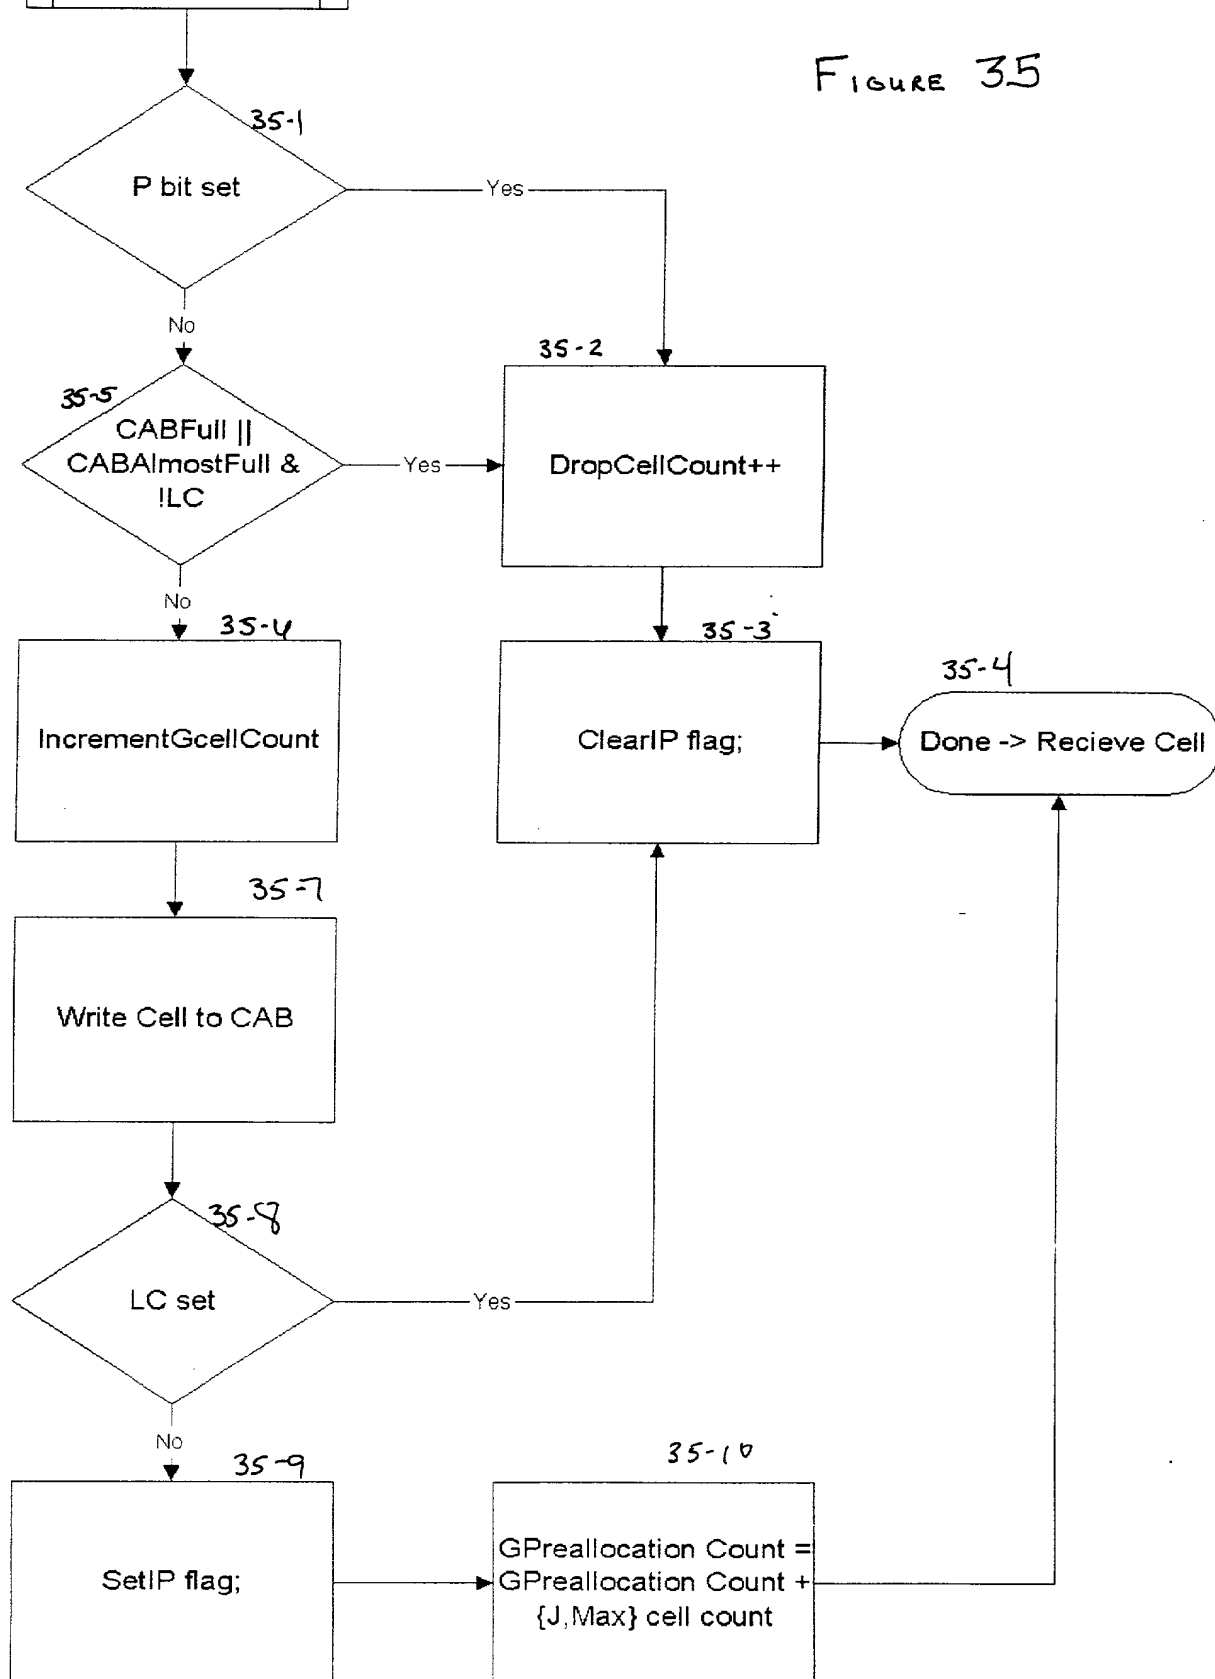 FIGURE 35
35-1
P bit set
Yes
No
35-2
35-5
CABFull ||
CABAlmostFull &
!LC
Yes
DropCellCount++
No
35-6
35-3
35-4
IncrementGcellCount
ClearIP flag;
Done -> Recieve Cell
35-7
Write Cell to CAB
35-8
LC set
Yes
No
35-9
35-10
SetIP flag;
GPreallocation Count =
GPreallocation Count +
{J,Max} cell count